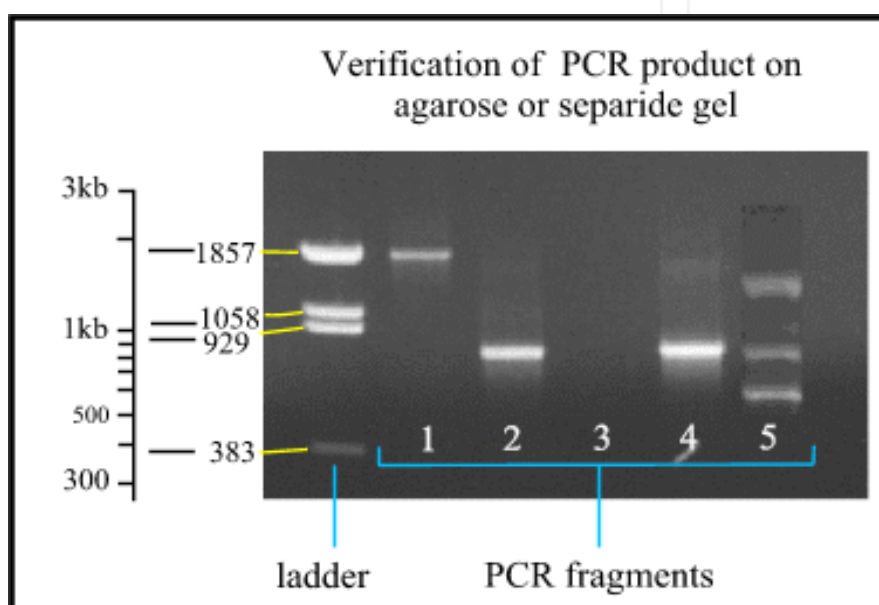 Verification of PCR product on
agarose or separide gel
3kb
1857
1058
1kb
929
500
383
300
1 2 3 4 5
ladder
PCR fragments